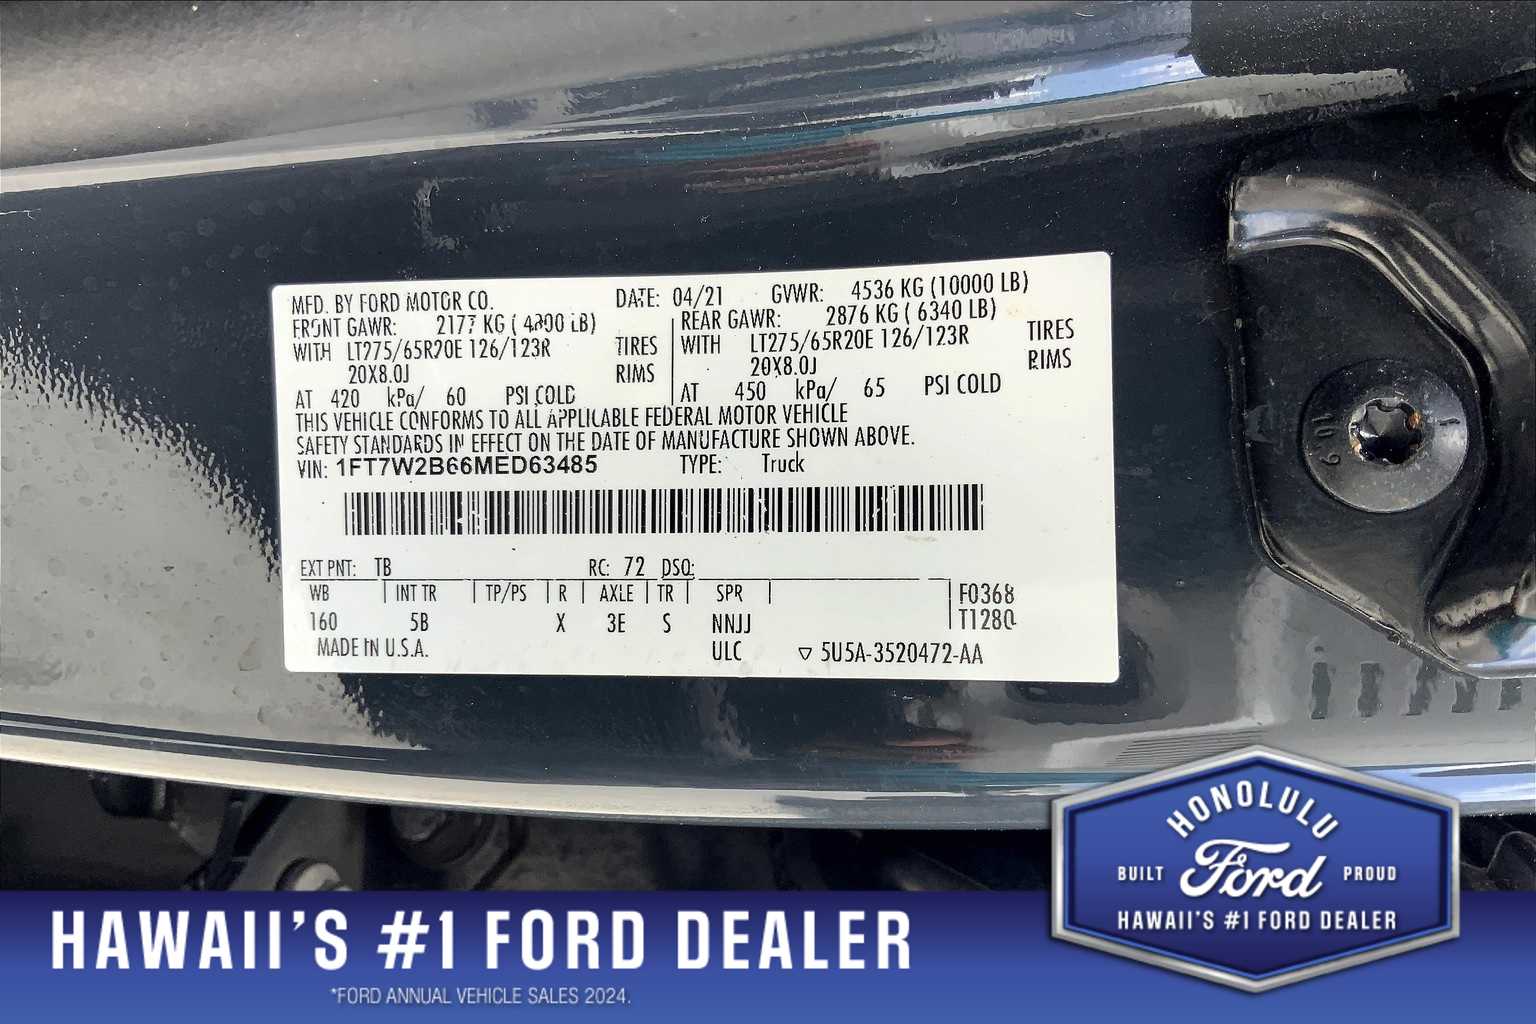 MFD. BY FORD MOTOR CO. DATE: 04/21 GVWR: 4536 KG (10000 LB)
FRONT GAWR: 2177 KG ( 4800 LB) REAR GAWR: 2876 KG ( 6340 LB)
WITH LT275/65R20E 126/123R TIRES WITH LT275/65R20E 126/123R TIRES
20X8.0J RIMS 20X8.0J RIMS
AT 420 kPa/ 60 PSI COLD AT 450 kPa/ 65 PSI COLD
THIS VEHICLE CONFORMS TO ALL APPLICABLE FEDERAL MOTOR VEHICLE
SAFETY STANDARDS IN EFFECT ON THE DATE OF MANUFACTURE SHOWN ABOVE.
VIN: 1FT7W2B66MED63485 TYPE: Truck
EXT PNT: TB RC: 72 DSO:
WB INT TR TP/PS R AXLE TR SPR F0368
160 5B X 3E S NNJJ T1280
MADE IN U.S.A. ULC ▽ 5U5A-3520472-AA
10 9
HONOLULU
BUILT Ford PROUD
HAWAII'S #1 FORD DEALER
HAWAII'S #1 FORD DEALER
*FORD ANNUAL VEHICLE SALES 2024.